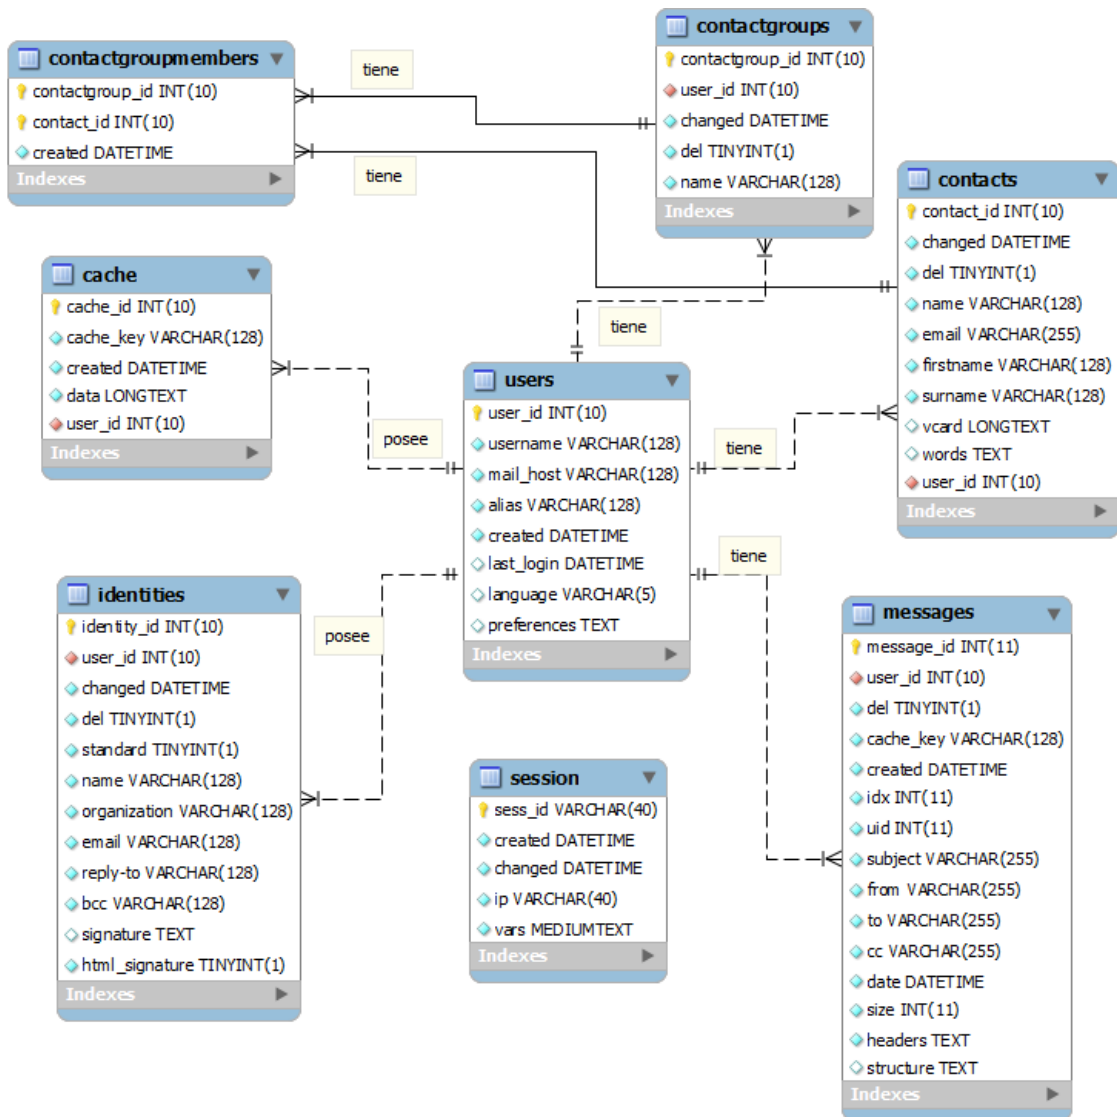 contactgroupmembers
contactgroup_id INT(10)
contact_id INT(10)
created DATETIME
Indexes
tiene
tiene
contactgroups
contactgroup_id INT(10)
user_id INT(10)
changed DATETIME
del TINYINT(1)
name VARCHAR(128)
Indexes
contacts
contact_id INT(10)
changed DATETIME
del TINYINT(1)
name VARCHAR(128)
email VARCHAR(255)
firstname VARCHAR(128)
surname VARCHAR(128)
vcard LONGTEXT
words TEXT
user_id INT(10)
Indexes
cache
cache_id INT(10)
cache_key VARCHAR(128)
created DATETIME
data LONGTEXT
user_id INT(10)
Indexes
tiene
posee
users
user_id INT(10)
username VARCHAR(128)
mail_host VARCHAR(128)
alias VARCHAR(128)
created DATETIME
last_login DATETIME
language VARCHAR(5)
preferences TEXT
Indexes
tiene
tiene
identities
identity_id INT(10)
user_id INT(10)
changed DATETIME
del TINYINT(1)
standard TINYINT(1)
name VARCHAR(128)
organization VARCHAR(128)
email VARCHAR(128)
reply-to VARCHAR(128)
bcc VARCHAR(128)
signature TEXT
html_signature TINYINT(1)
Indexes
posee
session
sess_id VARCHAR(40)
created DATETIME
changed DATETIME
ip VARCHAR(40)
vars MEDIUMTEXT
Indexes
messages
message_id INT(11)
user_id INT(10)
del TINYINT(1)
cache_key VARCHAR(128)
created DATETIME
idx INT(11)
uid INT(11)
subject VARCHAR(255)
from VARCHAR(255)
to VARCHAR(255)
cc VARCHAR(255)
date DATETIME
size INT(11)
headers TEXT
structure TEXT
Indexes